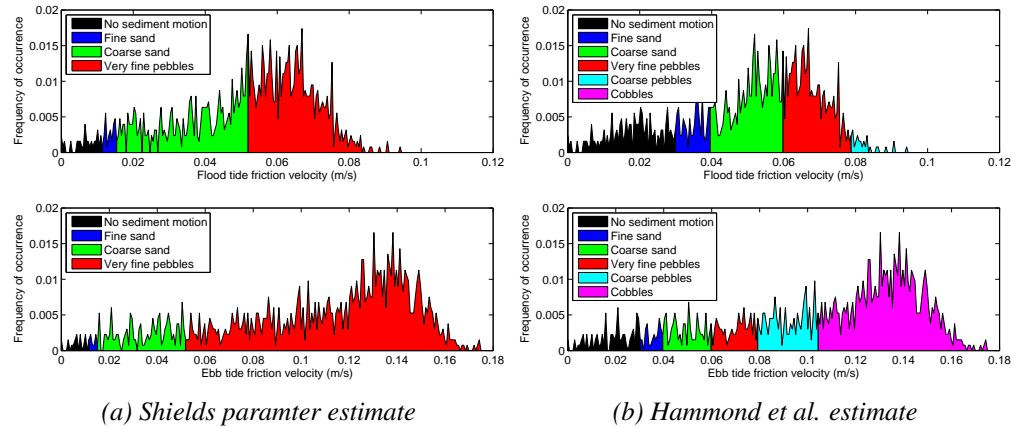 0.02
0.015
0.01
0.005
0
Frequency of occurrence
No sediment motion
Fine sand
Coarse sand
Very fine pebbles
0 0.02 0.04 0.06 0.08 0.1 0.12
Flood tide friction velocity (m/s)
0.02
0.015
0.01
0.005
0
Frequency of occurrence
No sediment motion
Fine sand
Coarse sand
Very fine pebbles
Coarse pebbles
Cobbles
0 0.02 0.04 0.06 0.08 0.1 0.12
Flood tide friction velocity (m/s)
0.02
0.015
0.01
0.005
0
Frequency of occurrence
No sediment motion
Fine sand
Coarse sand
Very fine pebbles
0 0.02 0.04 0.06 0.08 0.10 0.12 0.14 0.16 0.18
Ebb tide friction velocity (m/s)
0.02
0.015
0.01
0.005
0
Frequency of occurrence
No sediment motion
Fine sand
Coarse sand
Very fine pebbles
Coarse pebbles
Cobbles
0 0.02 0.04 0.06 0.08 0.10 0.12 0.14 0.16 0.18
Ebb tide friction velocity (m/s)
(a) Shields paramter estimate
(b) Hammond et al. estimate